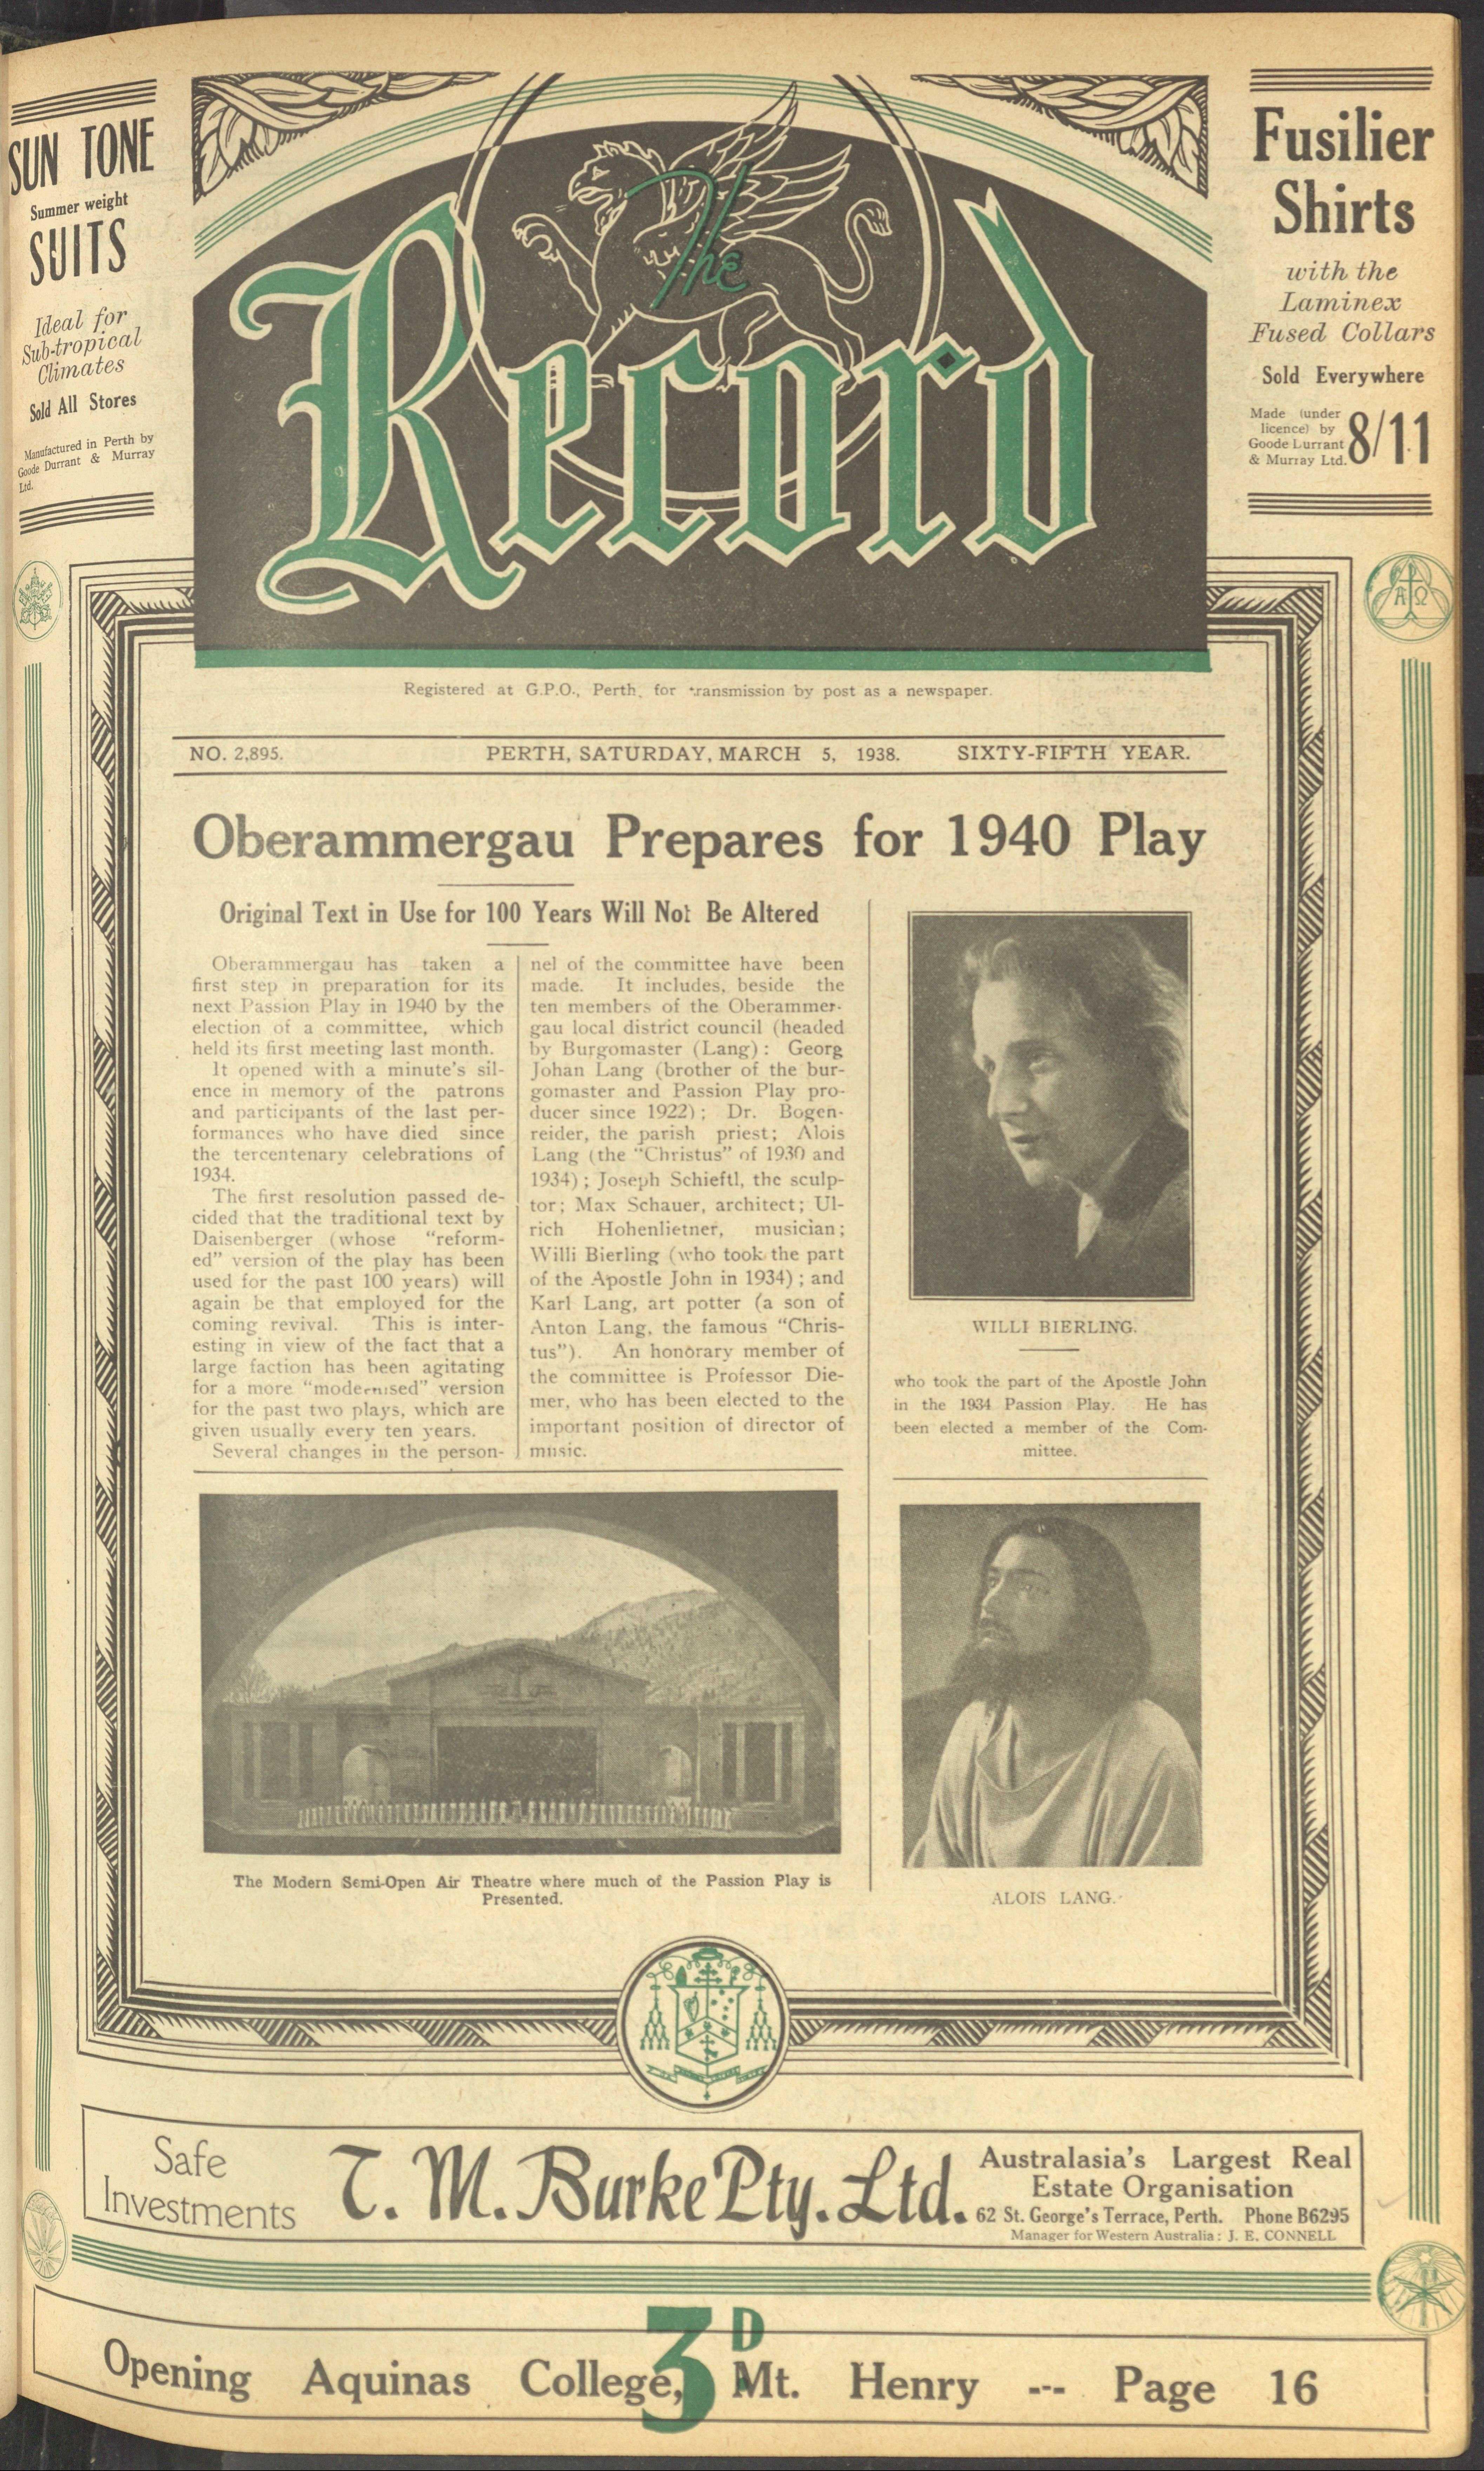 SUN TONE
Summer weight
SUITS
Ideal for
Sub-tropical
Climates
Sold All Stores
Manufactured in Perth by
Goode Durrant & Murray
Ltd.
The
Record
Fusilier
Shirts
with the
Laminex
Fused Collars
Sold Everywhere
Made (under
licence) by
Goode Durrant
& Murray Ltd.
8/11
Registered at G.P.O., Perth, for transmission by post as a newspaper.
NO. 2,895. PERTH, SATURDAY, MARCH 5, 1938. SIXTY-FIFTH YEAR.
Oberammergau Prepares for 1940 Play
Original Text in Use for 100 Years Will Not Be Altered
Oberammergau has taken a
first step in preparation for its
next Passion Play in 1940 by the
election of a committee, which
held its first meeting last month.
It opened with a minute's sil-
ence in memory of the patrons
and participants of the last per-
formances who have died since
the tercentenary celebrations of
1934.
The first resolution passed de-
cided that the traditional text by
Daisenberger (whose "reform-
ed" version of the play has been
used for the past 100 years) will
again be that employed for the
coming revival. This is inter-
esting in view of the fact that a
large faction has been agitating
for a more "modernised" version
for the past two plays, which are
given usually every ten years.
Several changes in the person-
nel of the committee have been
made. It includes, beside the
ten members of the Oberammer-
gau local district council (headed
by Burgomaster (Lang): Georg
Johan Lang (brother of the bur-
gomaster and Passion Play pro-
ducer since 1922); Dr. Bogen-
reider, the parish priest; Alois
Lang (the "Christus" of 1930 and
1934); Joseph Schieftl, the sculp-
tor; Max Schauer, architect; Ul-
rich Hohenlietner, musician;
Willi Bierling (who took the part
of the Apostle John in 1934); and
Karl Lang, art potter (a son of
Anton Lang, the famous "Chris-
tus"). An honorary member of
the committee is Professor Die-
mer, who has been elected to the
important position of director of
music.
WILLI BIERLING.
who took the part of the Apostle John
in the 1934 Passion Play. He has
been elected a member of the Com-
mittee.
The Modern Semi-Open Air Theatre where much of the Passion Play is
Presented.
ALOIS LANG.
Safe
Investments
T. M. Burke Pty. Ltd.
Australasia's Largest Real
Estate Organisation
62 St. George's Terrace, Perth. Phone B6295
Manager for Western Australia: J. E. CONNELL
3D
Opening Aquinas College, Mt. Henry --- Page 16